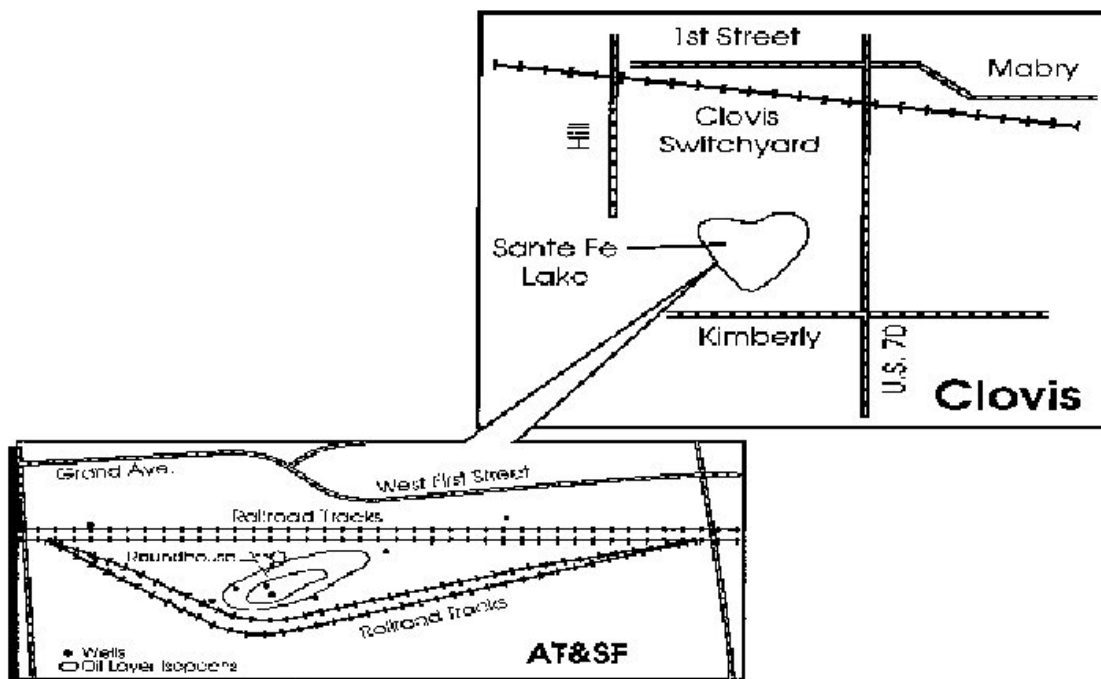 1st Street
Mabry
Hill
Clovis
Switchyard
Sante Fe
Lake
Kimberly
U.S. 70
Clovis
Grand Ave.
West First Street
Railroad Tracks
Roundhouse
Railroad Tracks
Wells
Oil Layer Isopachs
AT&SF